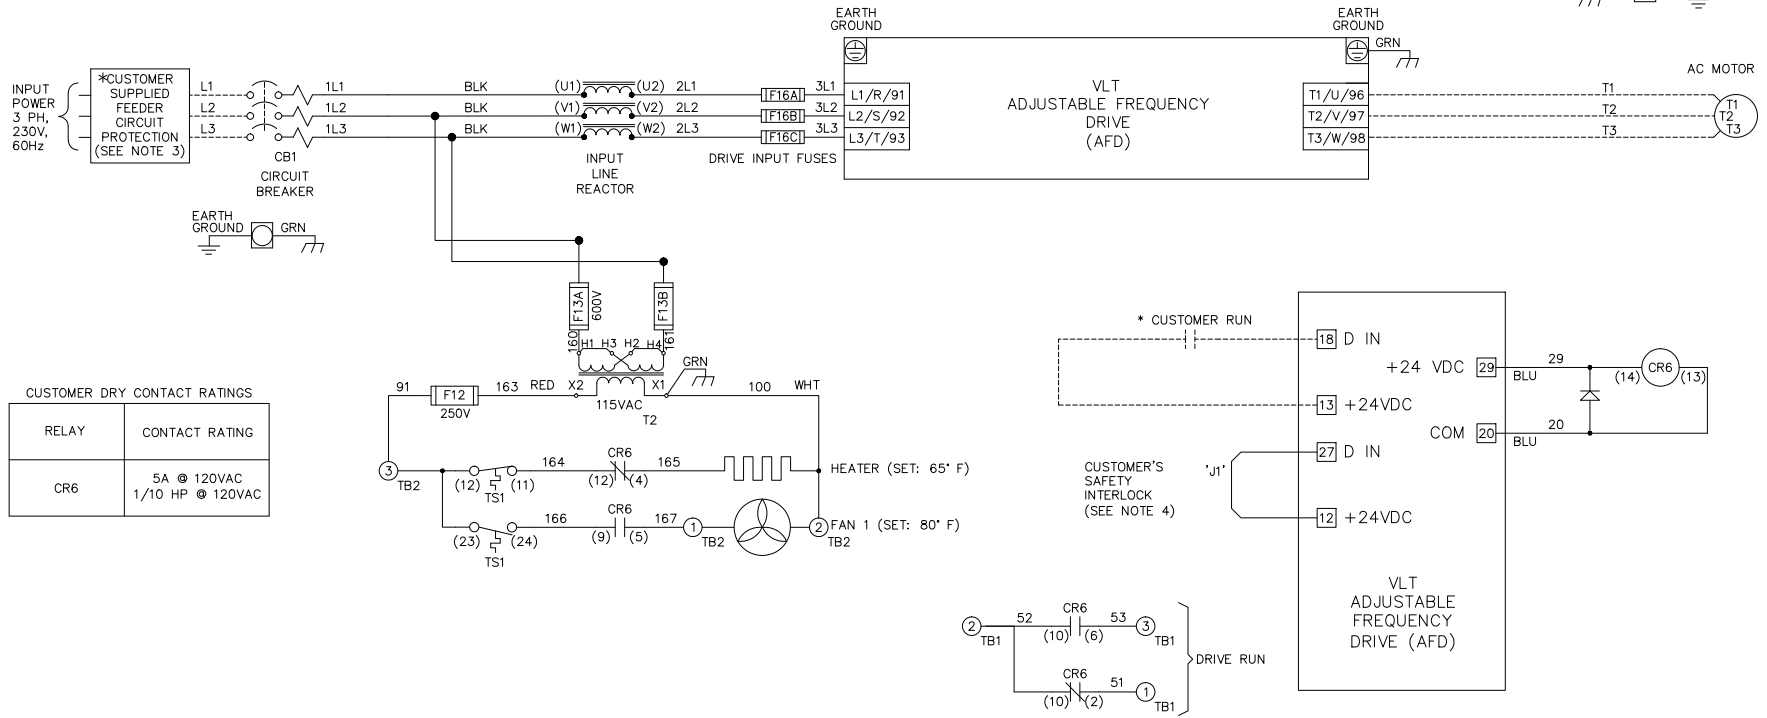 EARTH
GROUND
EARTH
GROUND
GRN
INPUT
POWER
3 PH,
230V,
60Hz
*CUSTOMER
SUPPLIED
FEEDER
CIRCUIT
PROTECTION
(SEE NOTE 3)
L1
L2
L3
CB1
CIRCUIT
BREAKER
1L1
1L2
1L3
BLK
BLK
BLK
(U1) (U2)
(V1) (V2)
(W1) (W2)
INPUT
LINE
REACTOR
2L1
2L2
2L3
F16A
F16B
F16C
DRIVE INPUT FUSES
3L1
3L2
3L3
L1/R/91
L2/S/92
L3/T/93
VLT
ADJUSTABLE FREQUENCY
DRIVE
(AFD)
T1/U/96
T2/V/97
T3/W/98
T1
T2
T3
AC MOTOR
T1
T2
T3
EARTH
GROUND
GRN
F13A
600V
F13B
160
161
H1 H3 H2 H4
GRN
91
F12
250V
163
RED
X2
X1
115VAC
T2
100
WHT
3
TB2
(12) (11)
TS1
164
CR6
(12) (4)
165
HEATER (SET: 65° F)
(23) (24)
TS1
166
CR6
(9) (5)
167
1
TB2
2
TB2
FAN 1 (SET: 80° F)
CUSTOMER DRY CONTACT RATINGS
RELAY
CONTACT RATING
CR6
5A @ 120VAC
1/10 HP @ 120VAC
* CUSTOMER RUN
18 D IN
13 +24VDC
27 D IN
12 +24VDC
CUSTOMER'S
SAFETY
INTERLOCK
(SEE NOTE 4)
'J1'
+24 VDC 29
COM 20
29
BLU
20
BLU
(14) CR6 (13)
VLT
ADJUSTABLE
FREQUENCY
DRIVE (AFD)
2
TB1
52
CR6
(10) (6)
53
3
TB1
CR6
(10) (2)
51
1
TB1
DRIVE RUN